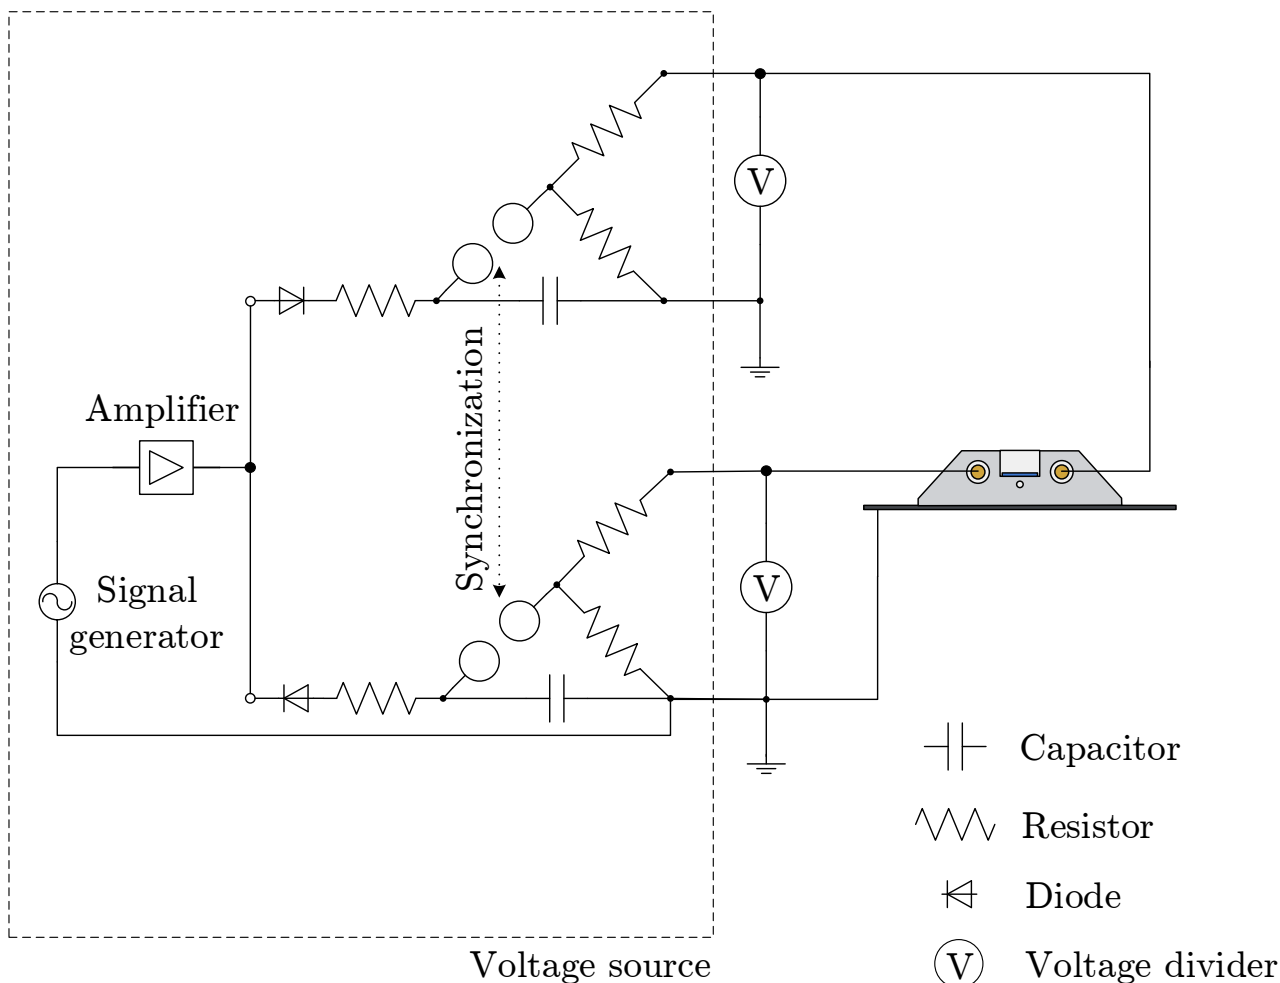 V
Amplifier
Synchronization
Signal
generator
V
Capacitor
Resistor
Diode
V Voltage divider
Voltage source